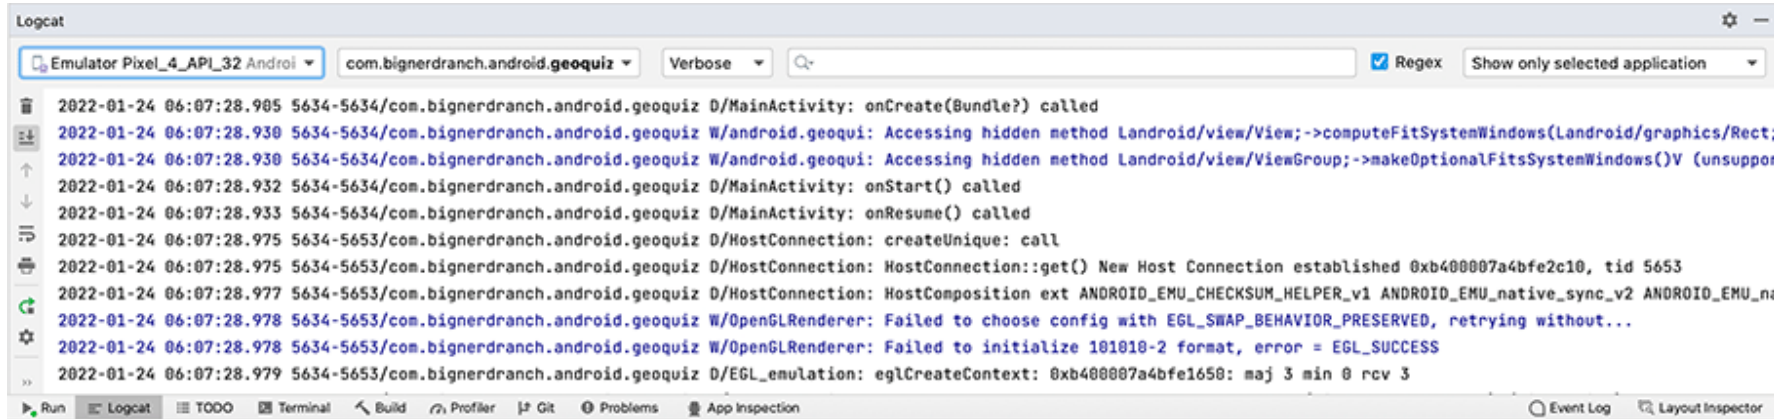 Logcat
Emulator Pixel_4_API_32 Androi com.bignerdranch.android.geoquiz Verbose Regex Show only selected application
2022-01-24 06:07:28.905 5634-5634/com.bignerdranch.android.geoquiz D/MainActivity: onCreate(Bundle?) called
2022-01-24 06:07:28.930 5634-5634/com.bignerdranch.android.geoquiz W/android.geoqui: Accessing hidden method Landroid/view/View;->computeFitSystemWindows(Landroid/graphics/Rect;
2022-01-24 06:07:28.930 5634-5634/com.bignerdranch.android.geoquiz W/android.geoqui: Accessing hidden method Landroid/view/ViewGroup;->makeOptionalFitsSystemWindows()V (unsuppor
2022-01-24 06:07:28.932 5634-5634/com.bignerdranch.android.geoquiz D/MainActivity: onStart() called
2022-01-24 06:07:28.933 5634-5634/com.bignerdranch.android.geoquiz D/MainActivity: onResume() called
2022-01-24 06:07:28.975 5634-5653/com.bignerdranch.android.geoquiz D/HostConnection: createUnique: call
2022-01-24 06:07:28.975 5634-5653/com.bignerdranch.android.geoquiz D/HostConnection: HostConnection::get() New Host Connection established 0xb400007a4bfe2c10, tid 5653
2022-01-24 06:07:28.977 5634-5653/com.bignerdranch.android.geoquiz D/HostConnection: HostComposition ext ANDROID_EMU_CHECKSUM_HELPER_v1 ANDROID_EMU_native_sync_v2 ANDROID_EMU_na
2022-01-24 06:07:28.978 5634-5653/com.bignerdranch.android.geoquiz W/OpenGLRenderer: Failed to choose config with EGL_SWAP_BEHAVIOR_PRESERVED, retrying without...
2022-01-24 06:07:28.978 5634-5653/com.bignerdranch.android.geoquiz W/OpenGLRenderer: Failed to initialize 101010-2 format, error = EGL_SUCCESS
2022-01-24 06:07:28.979 5634-5653/com.bignerdranch.android.geoquiz D/EGL_emulation: eglCreateContext: 0xb400007a4bfe1650: maj 3 min 0 rcv 3
Run Logcat TODO Terminal Build Profiler Git Problems App Inspection Event Log Layout Inspector